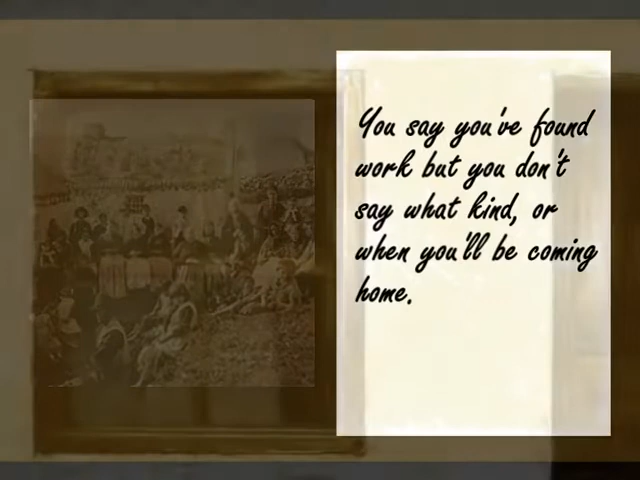 You say you've found
work but you don't
say what kind, or
when you'll be coming
home.